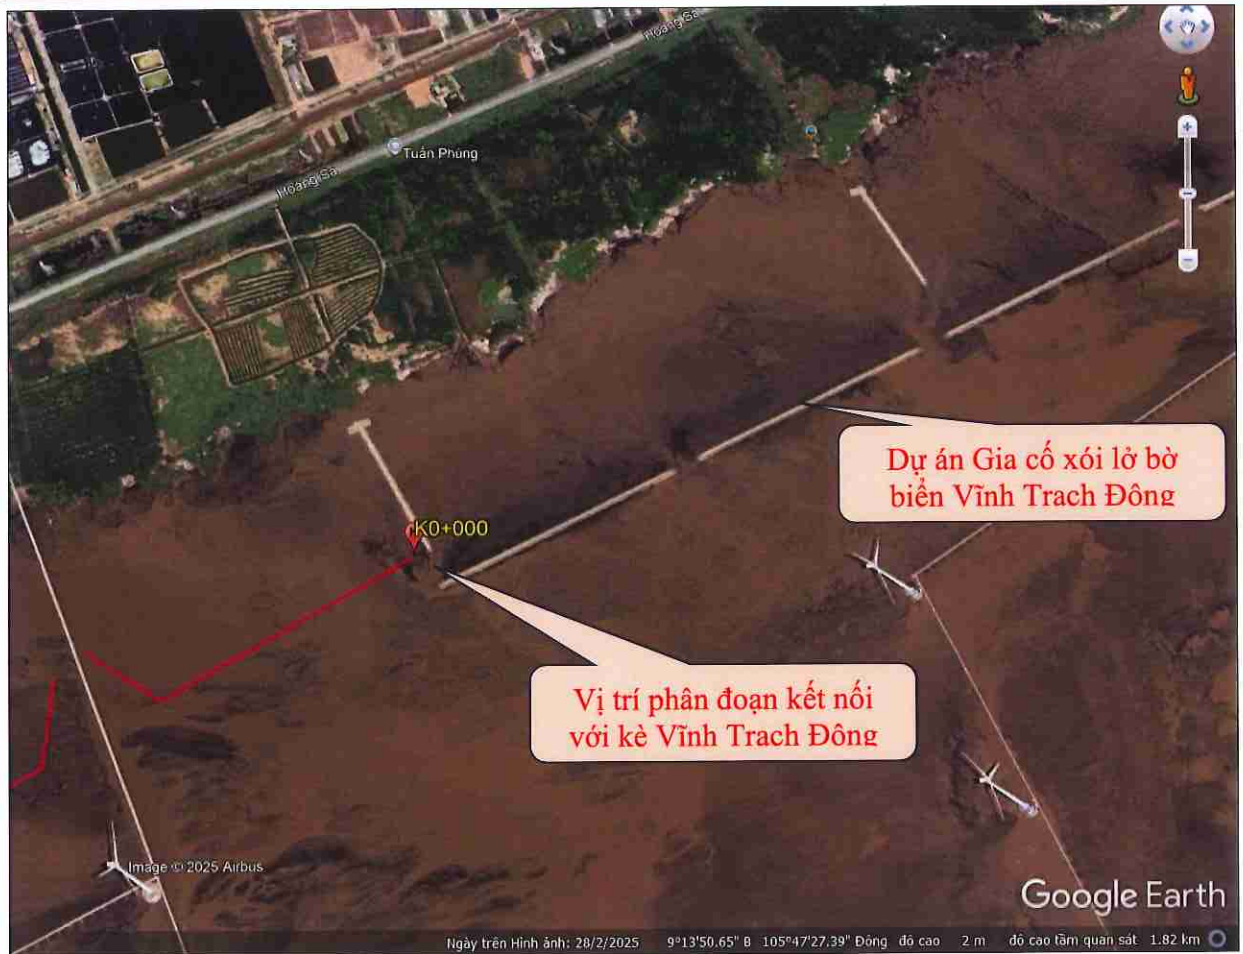 Hoàng Sa
Tuấn Phùng
Hoàng Sa
Dự án Gia cố xói lở bờ
biển Vĩnh Trạch Đông
K0+000
Vị trí phân đoạn kết nối
với kè Vĩnh Trạch Đông
Image © 2025 Airbus
Google Earth
Ngày trên Hình ảnh: 28/2/2025 9°13'50.65" B 105°47'27.39" Đông độ cao 2 m độ cao tầm quan sát 1.82 km